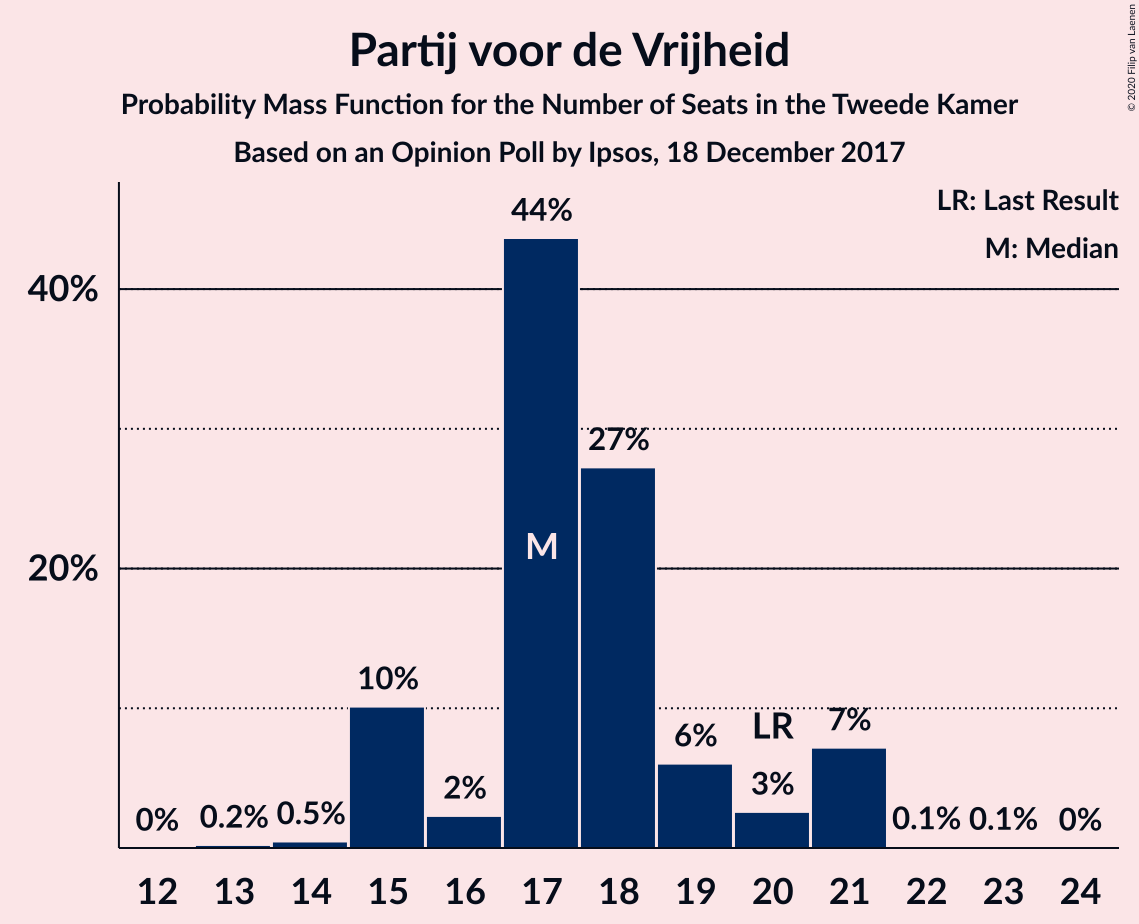 Partij voor de Vrijheid
Probability Mass Function for the Number of Seats in the Tweede Kamer
Based on an Opinion Poll by Ipsos, 18 December 2017
© 2020 Filip van Laenen
LR: Last Result
M: Median
40%
20%
0%
0.2%
0.5%
10%
2%
44%
M
27%
6%
LR
3%
7%
0.1%
0.1%
0%
12 13 14 15 16 17 18 19 20 21 22 23 24